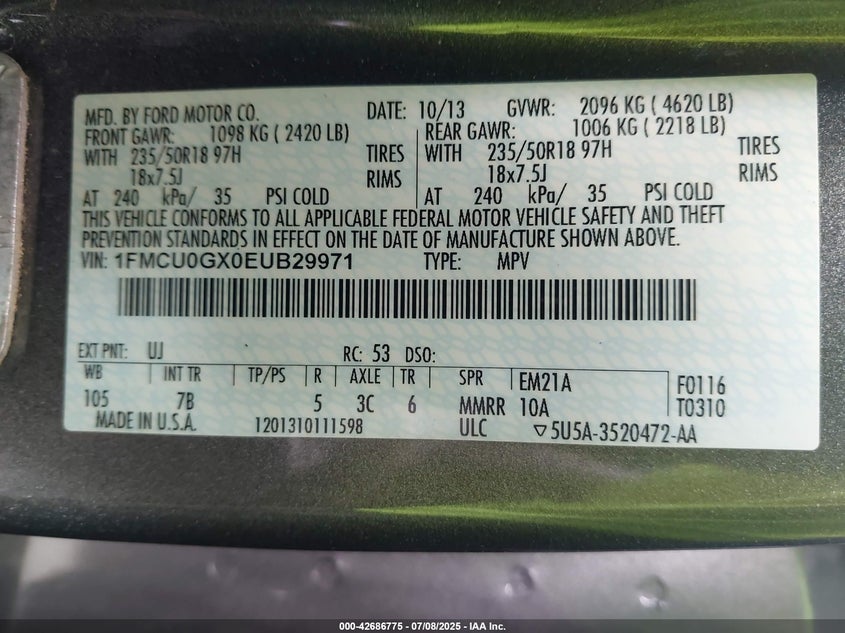 MFD. BY FORD MOTOR CO. DATE: 10/13 GVWR: 2096 KG ( 4620 LB)
FRONT GAWR: 1098 KG ( 2420 LB) REAR GAWR: 1006 KG ( 2218 LB)
WITH 235/50R18 97H TIRES WITH 235/50R18 97H TIRES
18x7.5J RIMS 18x7.5J RIMS
AT 240 kPa/ 35 PSI COLD AT 240 kPa/ 35 PSI COLD
THIS VEHICLE CONFORMS TO ALL APPLICABLE FEDERAL MOTOR VEHICLE SAFETY AND THEFT
PREVENTION STANDARDS IN EFFECT ON THE DATE OF MANUFACTURE SHOWN ABOVE.
VIN: 1FMCU0GX0EUB29971 TYPE: MPV
EXT PNT: UJ RC: 53 DSO:
WB INT TR TP/PS R AXLE TR SPR EM21A F0116
105 7B 5 3C 6 MMRR 10A T0310
MADE IN U.S.A. 1201310111598 ULC ▽5U5A-3520472-AA
000-42686775 - 07/08/2025 - IAA Inc.